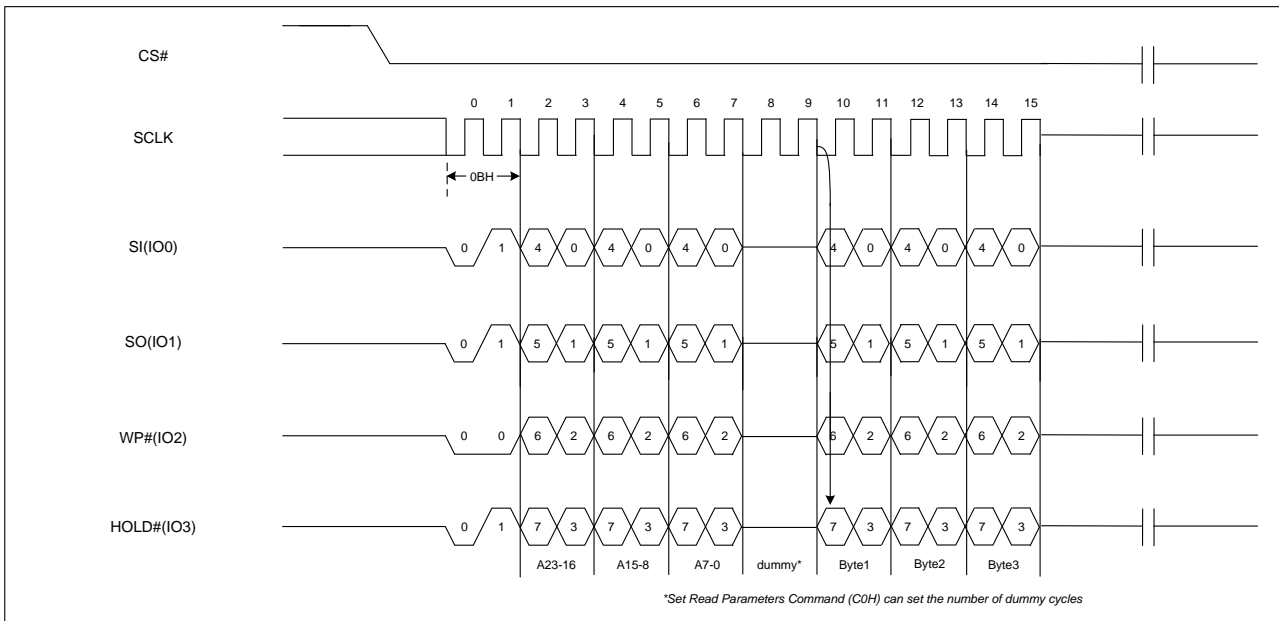 CS#
0 1 2 3 4 5 6 7 8 9 10 11 12 13 14 15
SCLK
0BH
SI(IO0) 0 1 4 0 4 0 4 0 4 0 4 0 4 0
SO(IO1) 0 1 5 1 5 1 5 1 5 1 5 1 5 1
WP#(IO2) 0 0 6 2 6 2 6 2 6 2 6 2 6 2
HOLD#(IO3) 0 1 7 3 7 3 7 3 7 3 7 3 7 3
A23-16 A15-8 A7-0 dummy* Byte1 Byte2 Byte3
*Set Read Parameters Command (C0H) can set the number of dummy cycles